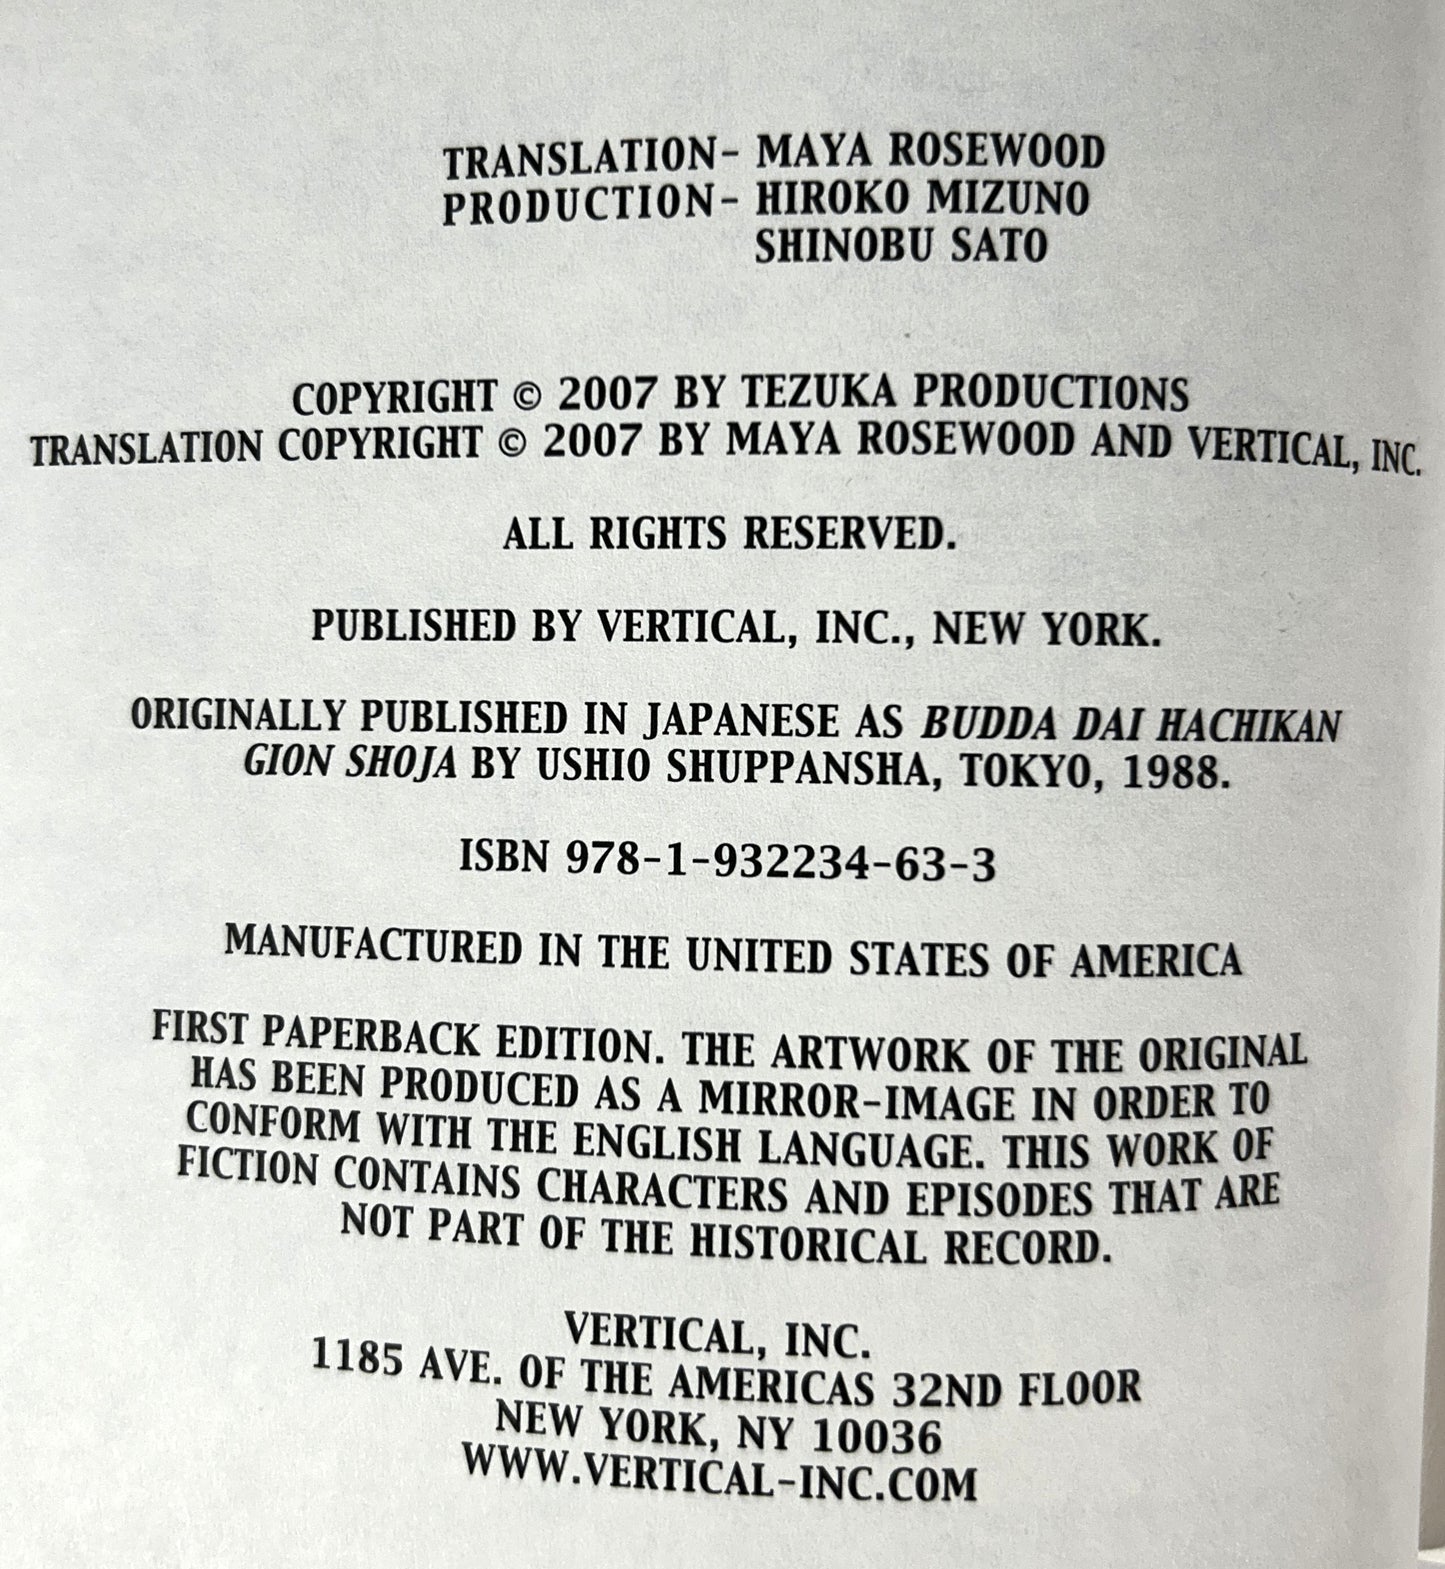 TRANSLATION- MAYA ROSEWOOD
PRODUCTION- HIROKO MIZUNO
SHINOBU SATO
COPYRIGHT © 2007 BY TEZUKA PRODUCTIONS
TRANSLATION COPYRIGHT © 2007 BY MAYA ROSEWOOD AND VERTICAL, INC.
ALL RIGHTS RESERVED.
PUBLISHED BY VERTICAL, INC., NEW YORK.
ORIGINALLY PUBLISHED IN JAPANESE AS BUDDA DAI HACHIKAN
GION SHOJA BY USHIO SHUPPANSHA, TOKYO, 1988.
ISBN 978-1-932234-63-3
MANUFACTURED IN THE UNITED STATES OF AMERICA
FIRST PAPERBACK EDITION. THE ARTWORK OF THE ORIGINAL
HAS BEEN PRODUCED AS A MIRROR-IMAGE IN ORDER TO
CONFORM WITH THE ENGLISH LANGUAGE. THIS WORK OF
FICTION CONTAINS CHARACTERS AND EPISODES THAT ARE
NOT PART OF THE HISTORICAL RECORD.
VERTICAL, INC.
1185 AVE. OF THE AMERICAS 32ND FLOOR
NEW YORK, NY 10036
WWW.VERTICAL-INC.COM